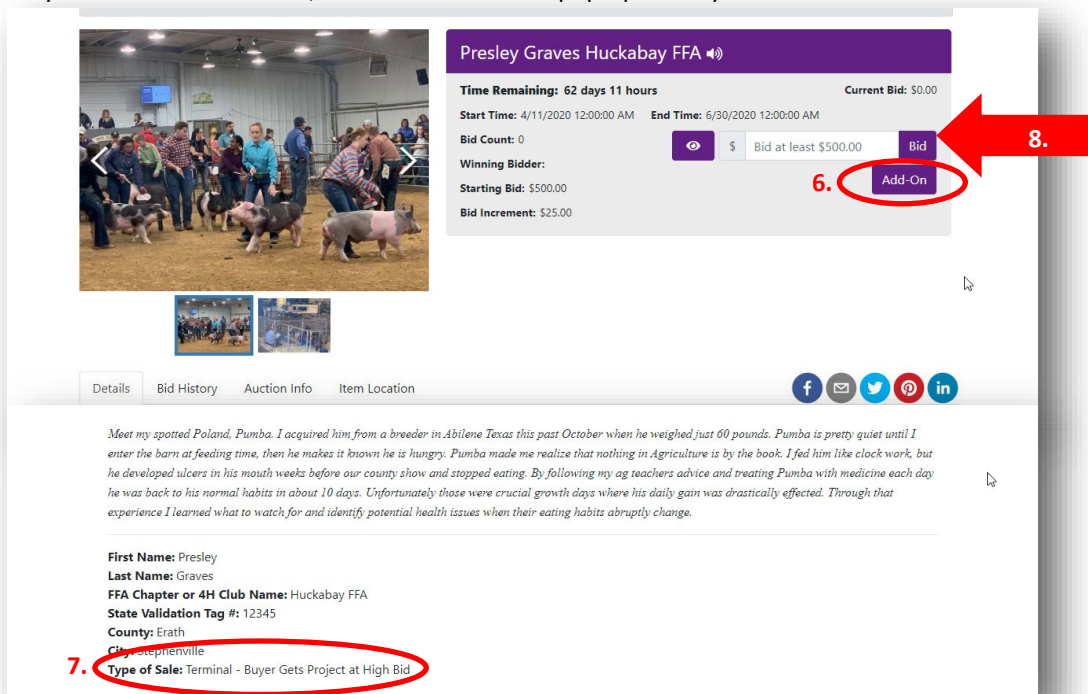 Presley Graves Huckabay FFA
Time Remaining: 62 days 11 hours Current Bid: $0.00
Start Time: 4/11/2020 12:00:00 AM End Time: 6/30/2020 12:00:00 AM
Bid Count: 0 $ Bid at least $500.00 Bid 8.
Winning Bidder:
6. Add-On
Starting Bid: $500.00
Bid Increment: $25.00
Details Bid History Auction Info Item Location
Meet my spotted Poland, Pumba. I acquired him from a breeder in Abilene Texas this past October when he weighed just 60 pounds. Pumba is pretty quiet until I
enter the barn at feeding time, then he makes it known he is hungry. Pumba made me realize that nothing in Agriculture is by the book. I fed him like clock work, but
he developed ulcers in his mouth weeks before our county show and stopped eating. By following my ag teachers advice and treating Pumba with medicine each day
he was back to his normal habits in about 10 days. Unfortunately those were crucial growth days where his daily gain was drastically effected. Through that
experience I learned what to watch for and identify potential health issues when their eating habits abruptly change.
First Name: Presley
Last Name: Graves
FFA Chapter or 4H Club Name: Huckabay FFA
State Validation Tag #: 12345
County: Erath
City: Stephenville
7. Type of Sale: Terminal - Buyer Gets Project at High Bid